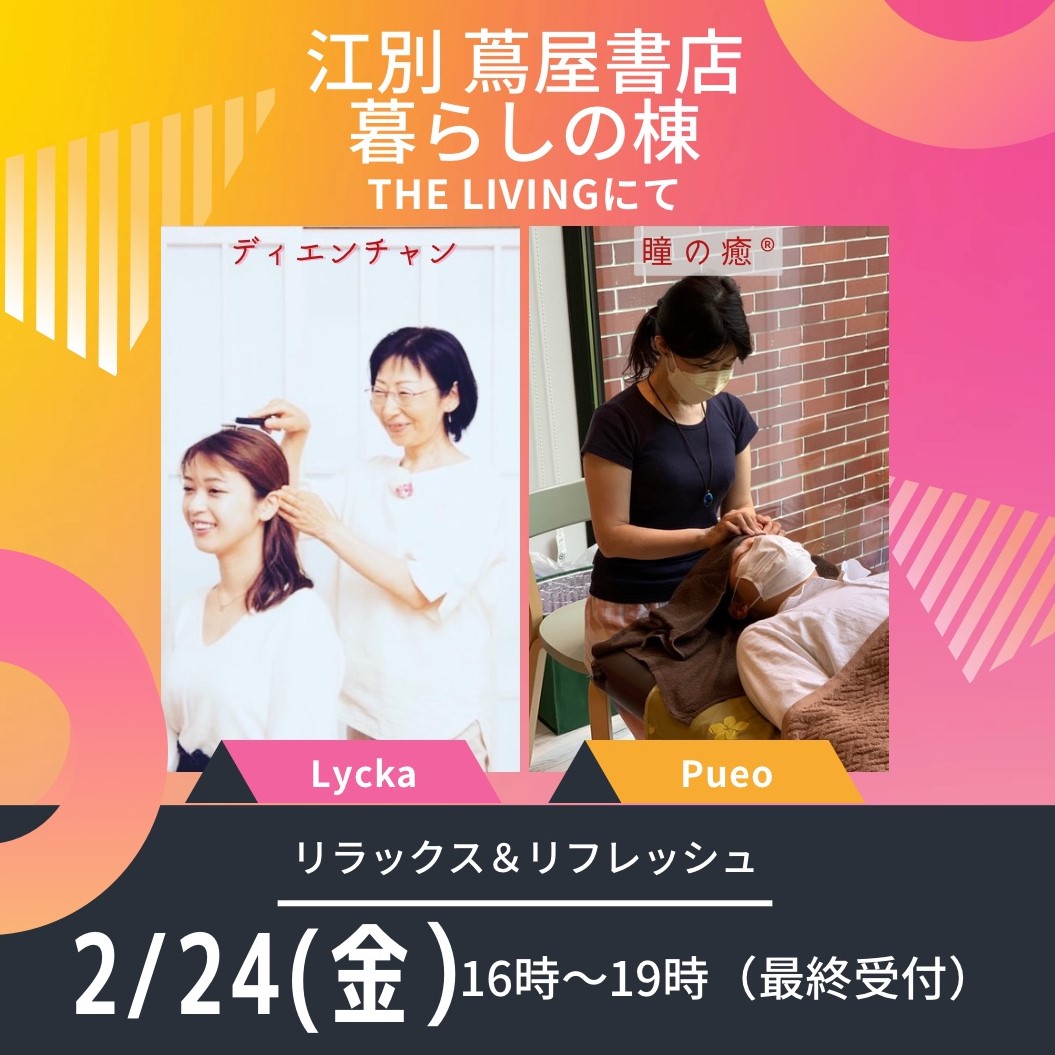 江別 蔦屋書店
暮らしの棟
THE LIVINGにて
ディエンチャン
瞳の癒®
Lycka
Pueo
リラックス&リフレッシュ
2/24(金)16時～19時（最終受付）